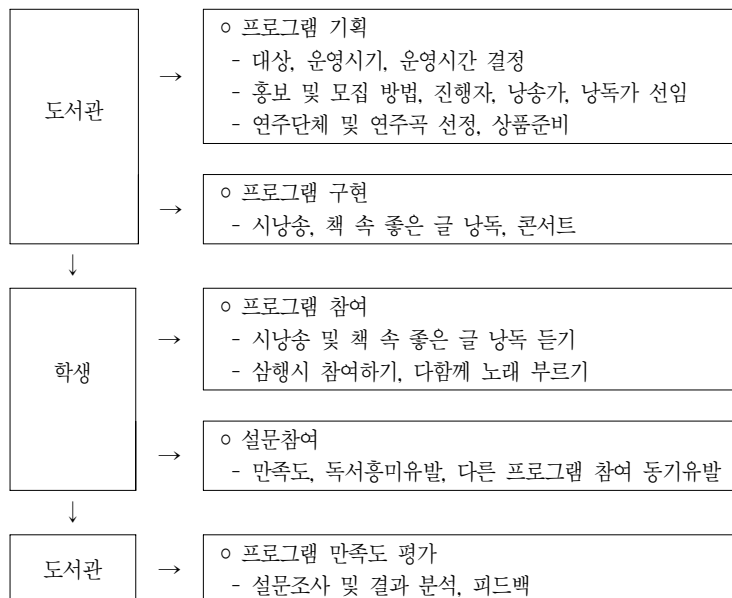 도서관
→
○ 프로그램 기획
- 대상, 운영시기, 운영시간 결정
- 홍보 및 모집 방법, 진행자, 낭송가, 낭독가 선임
- 연주단체 및 연주곡 선정, 상품준비
→
○ 프로그램 구현
- 시낭송, 책 속 좋은 글 낭독, 콘서트
↓
학생
→
○ 프로그램 참여
- 시낭송 및 책 속 좋은 글 낭독 듣기
- 삼행시 참여하기, 다함께 노래 부르기
→
○ 설문참여
- 만족도, 독서흥미유발, 다른 프로그램 참여 동기유발
↓
도서관
→
○ 프로그램 만족도 평가
- 설문조사 및 결과 분석, 피드백